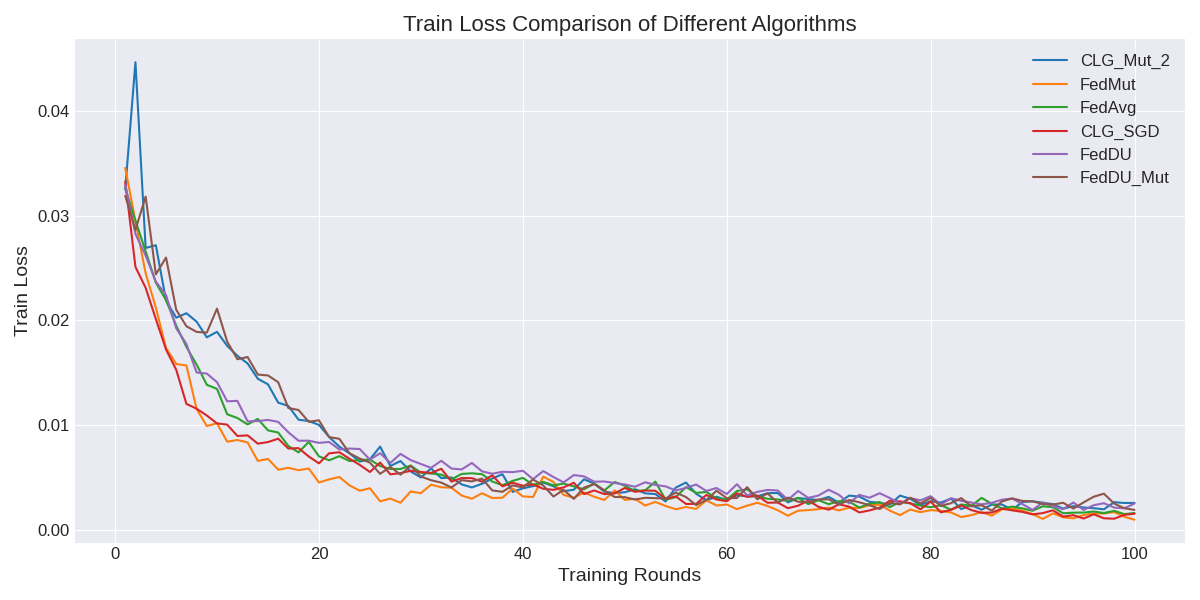 Train Loss Comparison of Different Algorithms
CLG_Mut_2
FedMut
FedAvg
CLG_SGD
FedDU
FedDU_Mut
Train Loss
0.04
0.03
0.02
0.01
0.00
0
20
40
60
80
100
Training Rounds